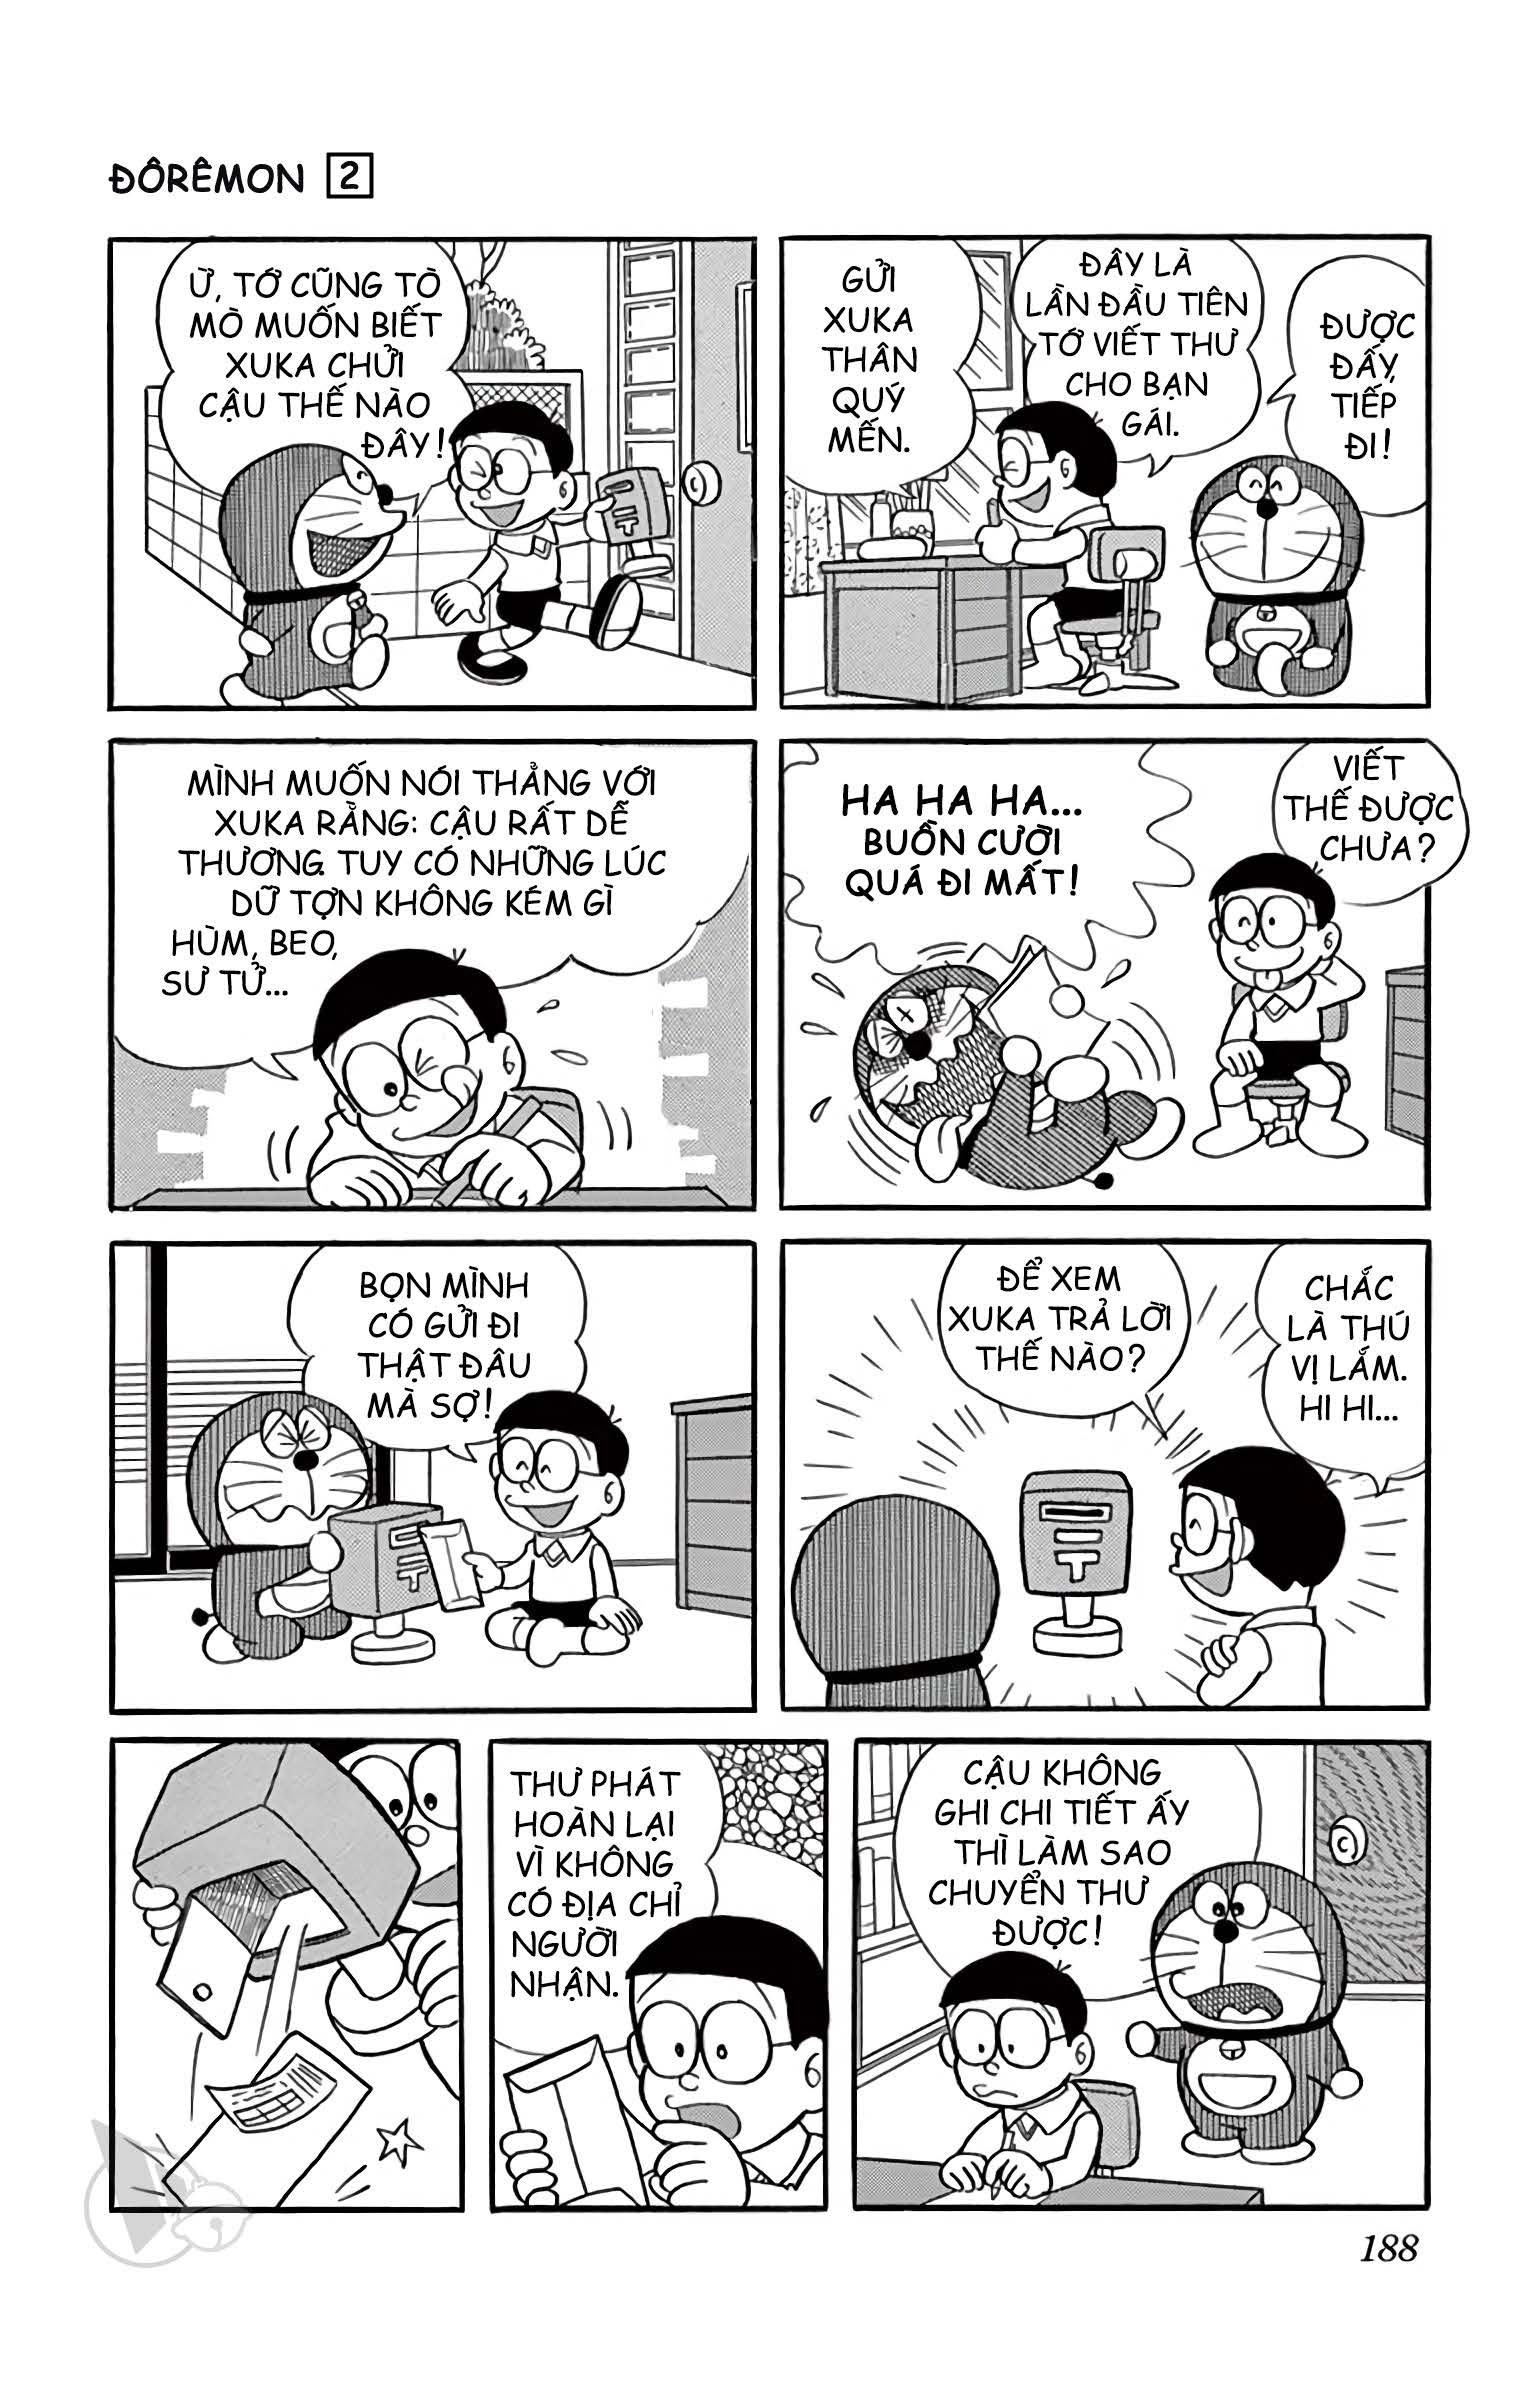 ĐÔRÊMON 2
Ừ, TỚ CŨNG TÒ
MÒ MUỐN BIẾT
XUKA CHỬI
CẬU THẾ NÀO
ĐÂY!
GỬI
XUKA
THÂN
QUÝ
MẾN.
ĐÂY LÀ
LẦN ĐẦU TIÊN
TỚ VIẾT THƯ
CHO BẠN
GÁI.
ĐƯỢC
ĐẤY,
TIẾP
ĐI!
MÌNH MUỐN NÓI THẲNG VỚI
XUKA RẰNG: CẬU RẤT DỄ
THƯƠNG. TUY CÓ NHỮNG LÚC
DỮ TỢN KHÔNG KÉM GÌ
HÙM, BEO,
SƯ TỬ...
HA HA HA...
BUỒN CƯỜI
QUÁ ĐI MẤT!
VIẾT
THẾ ĐƯỢC
CHƯA?
BỌN MÌNH
CÓ GỬI ĐI
THẬT ĐÂU
MÀ SỢ!
ĐỂ XEM
XUKA TRẢ LỜI
THẾ NÀO?
CHẮC
LÀ THÚ
VỊ LẮM.
HI HI...
THƯ PHÁT
HOÀN LẠI
VÌ KHÔNG
CÓ ĐỊA CHỈ
NGƯỜI
NHẬN.
CẬU KHÔNG
GHI CHI TIẾT ẤY
THÌ LÀM SAO
CHUYỂN THƯ
ĐƯỢC!
188